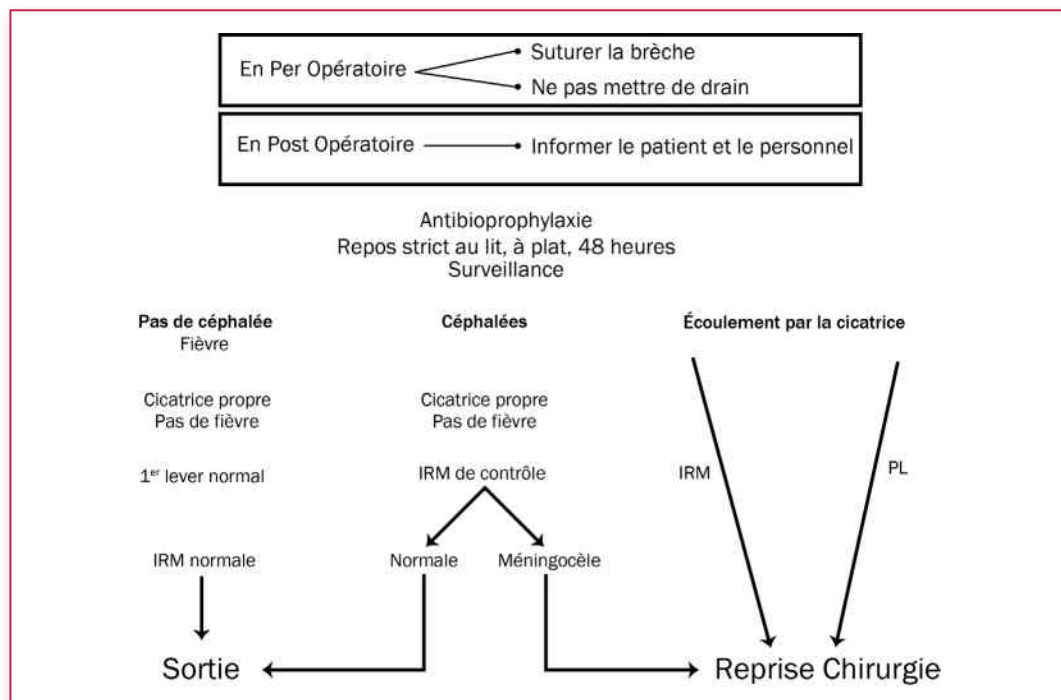 En Per Opératoire
• Suturer la brèche
• Ne pas mettre de drain
En Post Opératoire
• Informer le patient et le personnel
Antibioprophylaxie
Repos strict au lit, à plat, 48 heures
Surveillance
Pas de céphalée
Fièvre
Cicatrice propre
Pas de fièvre
1er lever normal
IRM normale
Céphalées
Cicatrice propre
Pas de fièvre
IRM de contrôle
Normale
Méningocèle
Écoulement par la cicatrice
IRM
PL
Sortie
Reprise Chirurgie